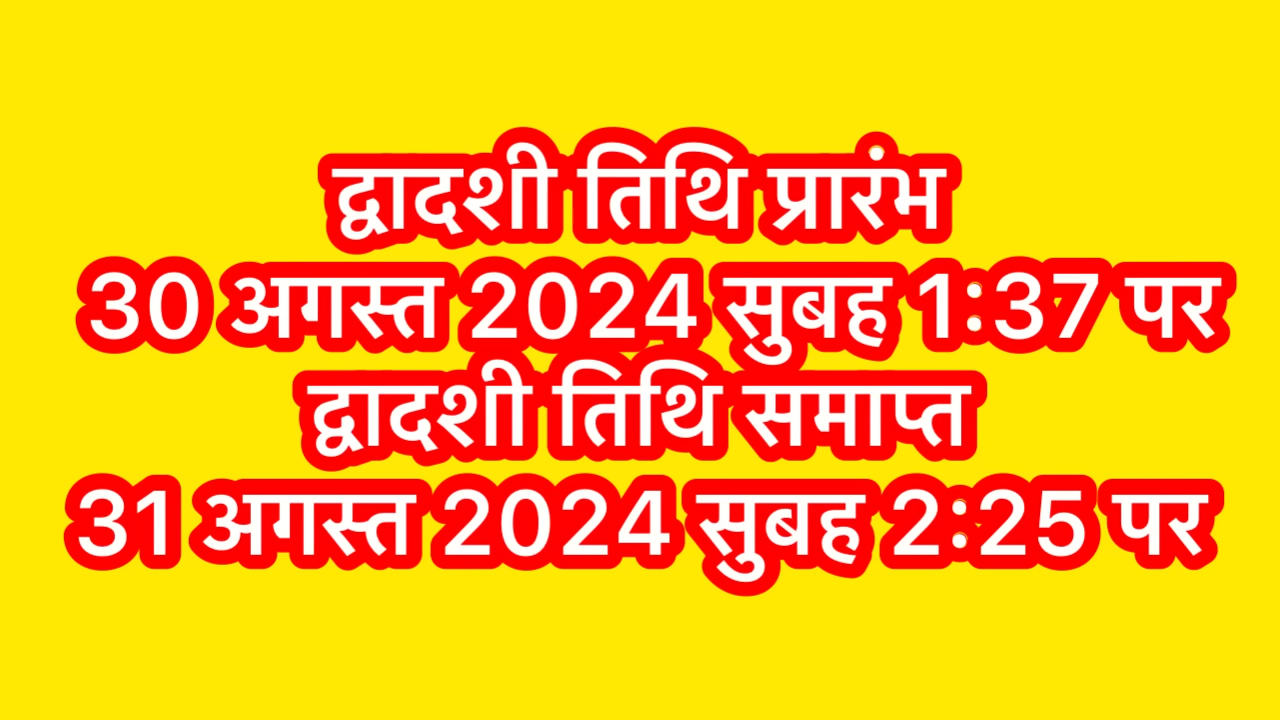 द्वादशी तिथि प्रारंभ
30 अगस्त 2024 सुबह 1:37 पर
द्वादशी तिथि समाप्त
31 अगस्त 2024 सुबह 2:25 पर